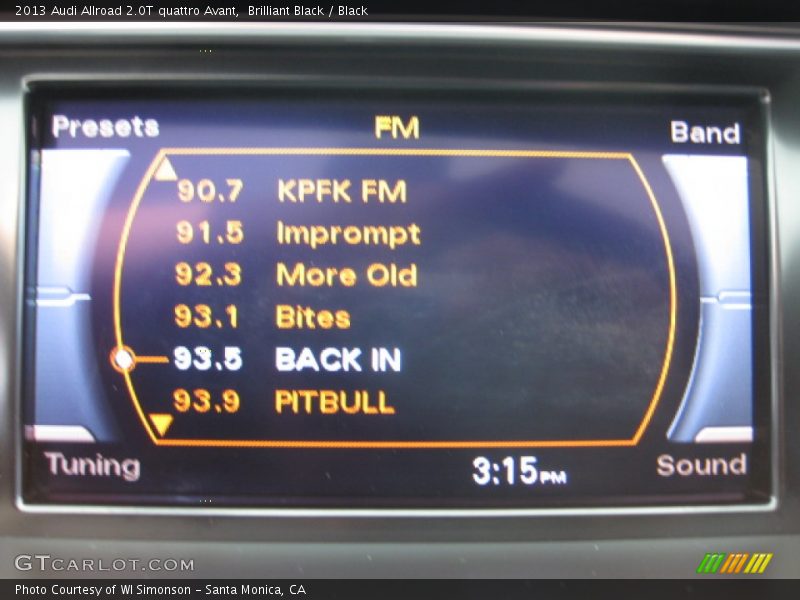 2013 Audi Allroad 2.0T quattro Avant,  Brilliant Black / Black
Presets FM Band
90.7 KPFK FM
91.5 Imprompt
92.3 More Old
93.1 Bites
93.5 BACK IN
93.9 PITBULL
Tuning 3:15PM Sound
GTCARLOT.COM
Photo Courtesy of WI Simonson - Santa Monica, CA